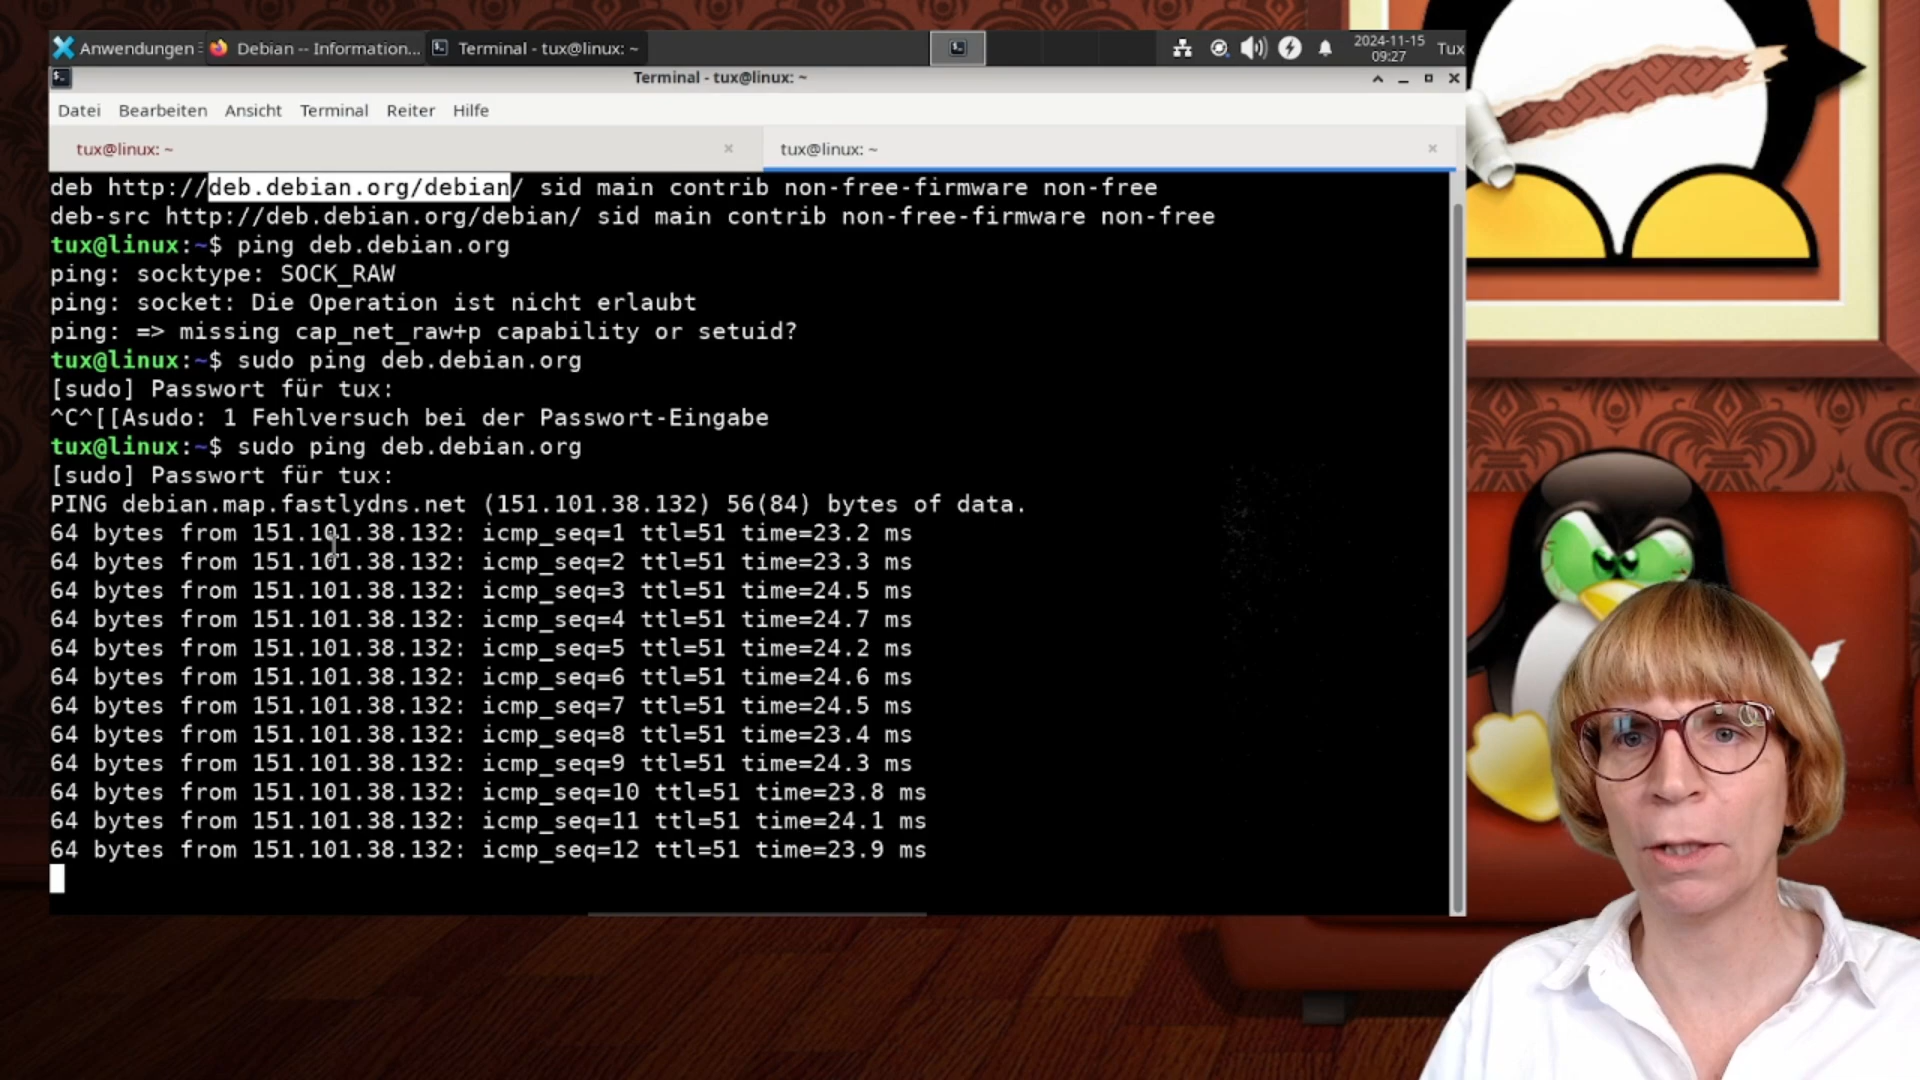 Anwendungen
Debian -- Information...
Terminal - tux@linux: ~
2024-11-15
09:27
Tux
Terminal - tux@linux: ~
Datei Bearbeiten Ansicht Terminal Reiter Hilfe
tux@linux: ~
tux@linux: ~
deb http://deb.debian.org/debian/ sid main contrib non-free-firmware non-free
deb-src http://deb.debian.org/debian/ sid main contrib non-free-firmware non-free
tux@linux:~$ ping deb.debian.org
ping: socktype: SOCK_RAW
ping: socket: Die Operation ist nicht erlaubt
ping: => missing cap_net_raw+p capability or setuid?
tux@linux:~$ sudo ping deb.debian.org
[sudo] Passwort für tux:
^C^[[Asudo: 1 Fehlversuch bei der Passwort-Eingabe
tux@linux:~$ sudo ping deb.debian.org
[sudo] Passwort für tux:
PING debian.map.fastlydns.net (151.101.38.132) 56(84) bytes of data.
64 bytes from 151.101.38.132: icmp_seq=1 ttl=51 time=23.2 ms
64 bytes from 151.101.38.132: icmp_seq=2 ttl=51 time=23.3 ms
64 bytes from 151.101.38.132: icmp_seq=3 ttl=51 time=24.5 ms
64 bytes from 151.101.38.132: icmp_seq=4 ttl=51 time=24.7 ms
64 bytes from 151.101.38.132: icmp_seq=5 ttl=51 time=24.2 ms
64 bytes from 151.101.38.132: icmp_seq=6 ttl=51 time=24.6 ms
64 bytes from 151.101.38.132: icmp_seq=7 ttl=51 time=24.5 ms
64 bytes from 151.101.38.132: icmp_seq=8 ttl=51 time=23.4 ms
64 bytes from 151.101.38.132: icmp_seq=9 ttl=51 time=24.3 ms
64 bytes from 151.101.38.132: icmp_seq=10 ttl=51 time=23.8 ms
64 bytes from 151.101.38.132: icmp_seq=11 ttl=51 time=24.1 ms
64 bytes from 151.101.38.132: icmp_seq=12 ttl=51 time=23.9 ms